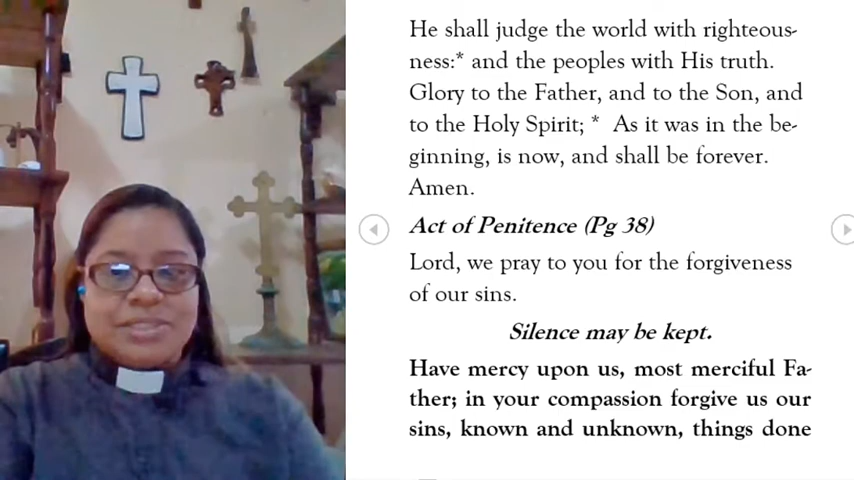 He shall judge the world with righteous-
ness:* and the peoples with His truth.
Glory to the Father, and to the Son, and
to the Holy Spirit; * As it was in the be-
ginning, is now, and shall be forever.
Amen.
Act of Penitence (Pg 38)
Lord, we pray to you for the forgiveness
of our sins.
Silence may be kept.
Have mercy upon us, most merciful Fa-
ther; in your compassion forgive us our
sins, known and unknown, things done